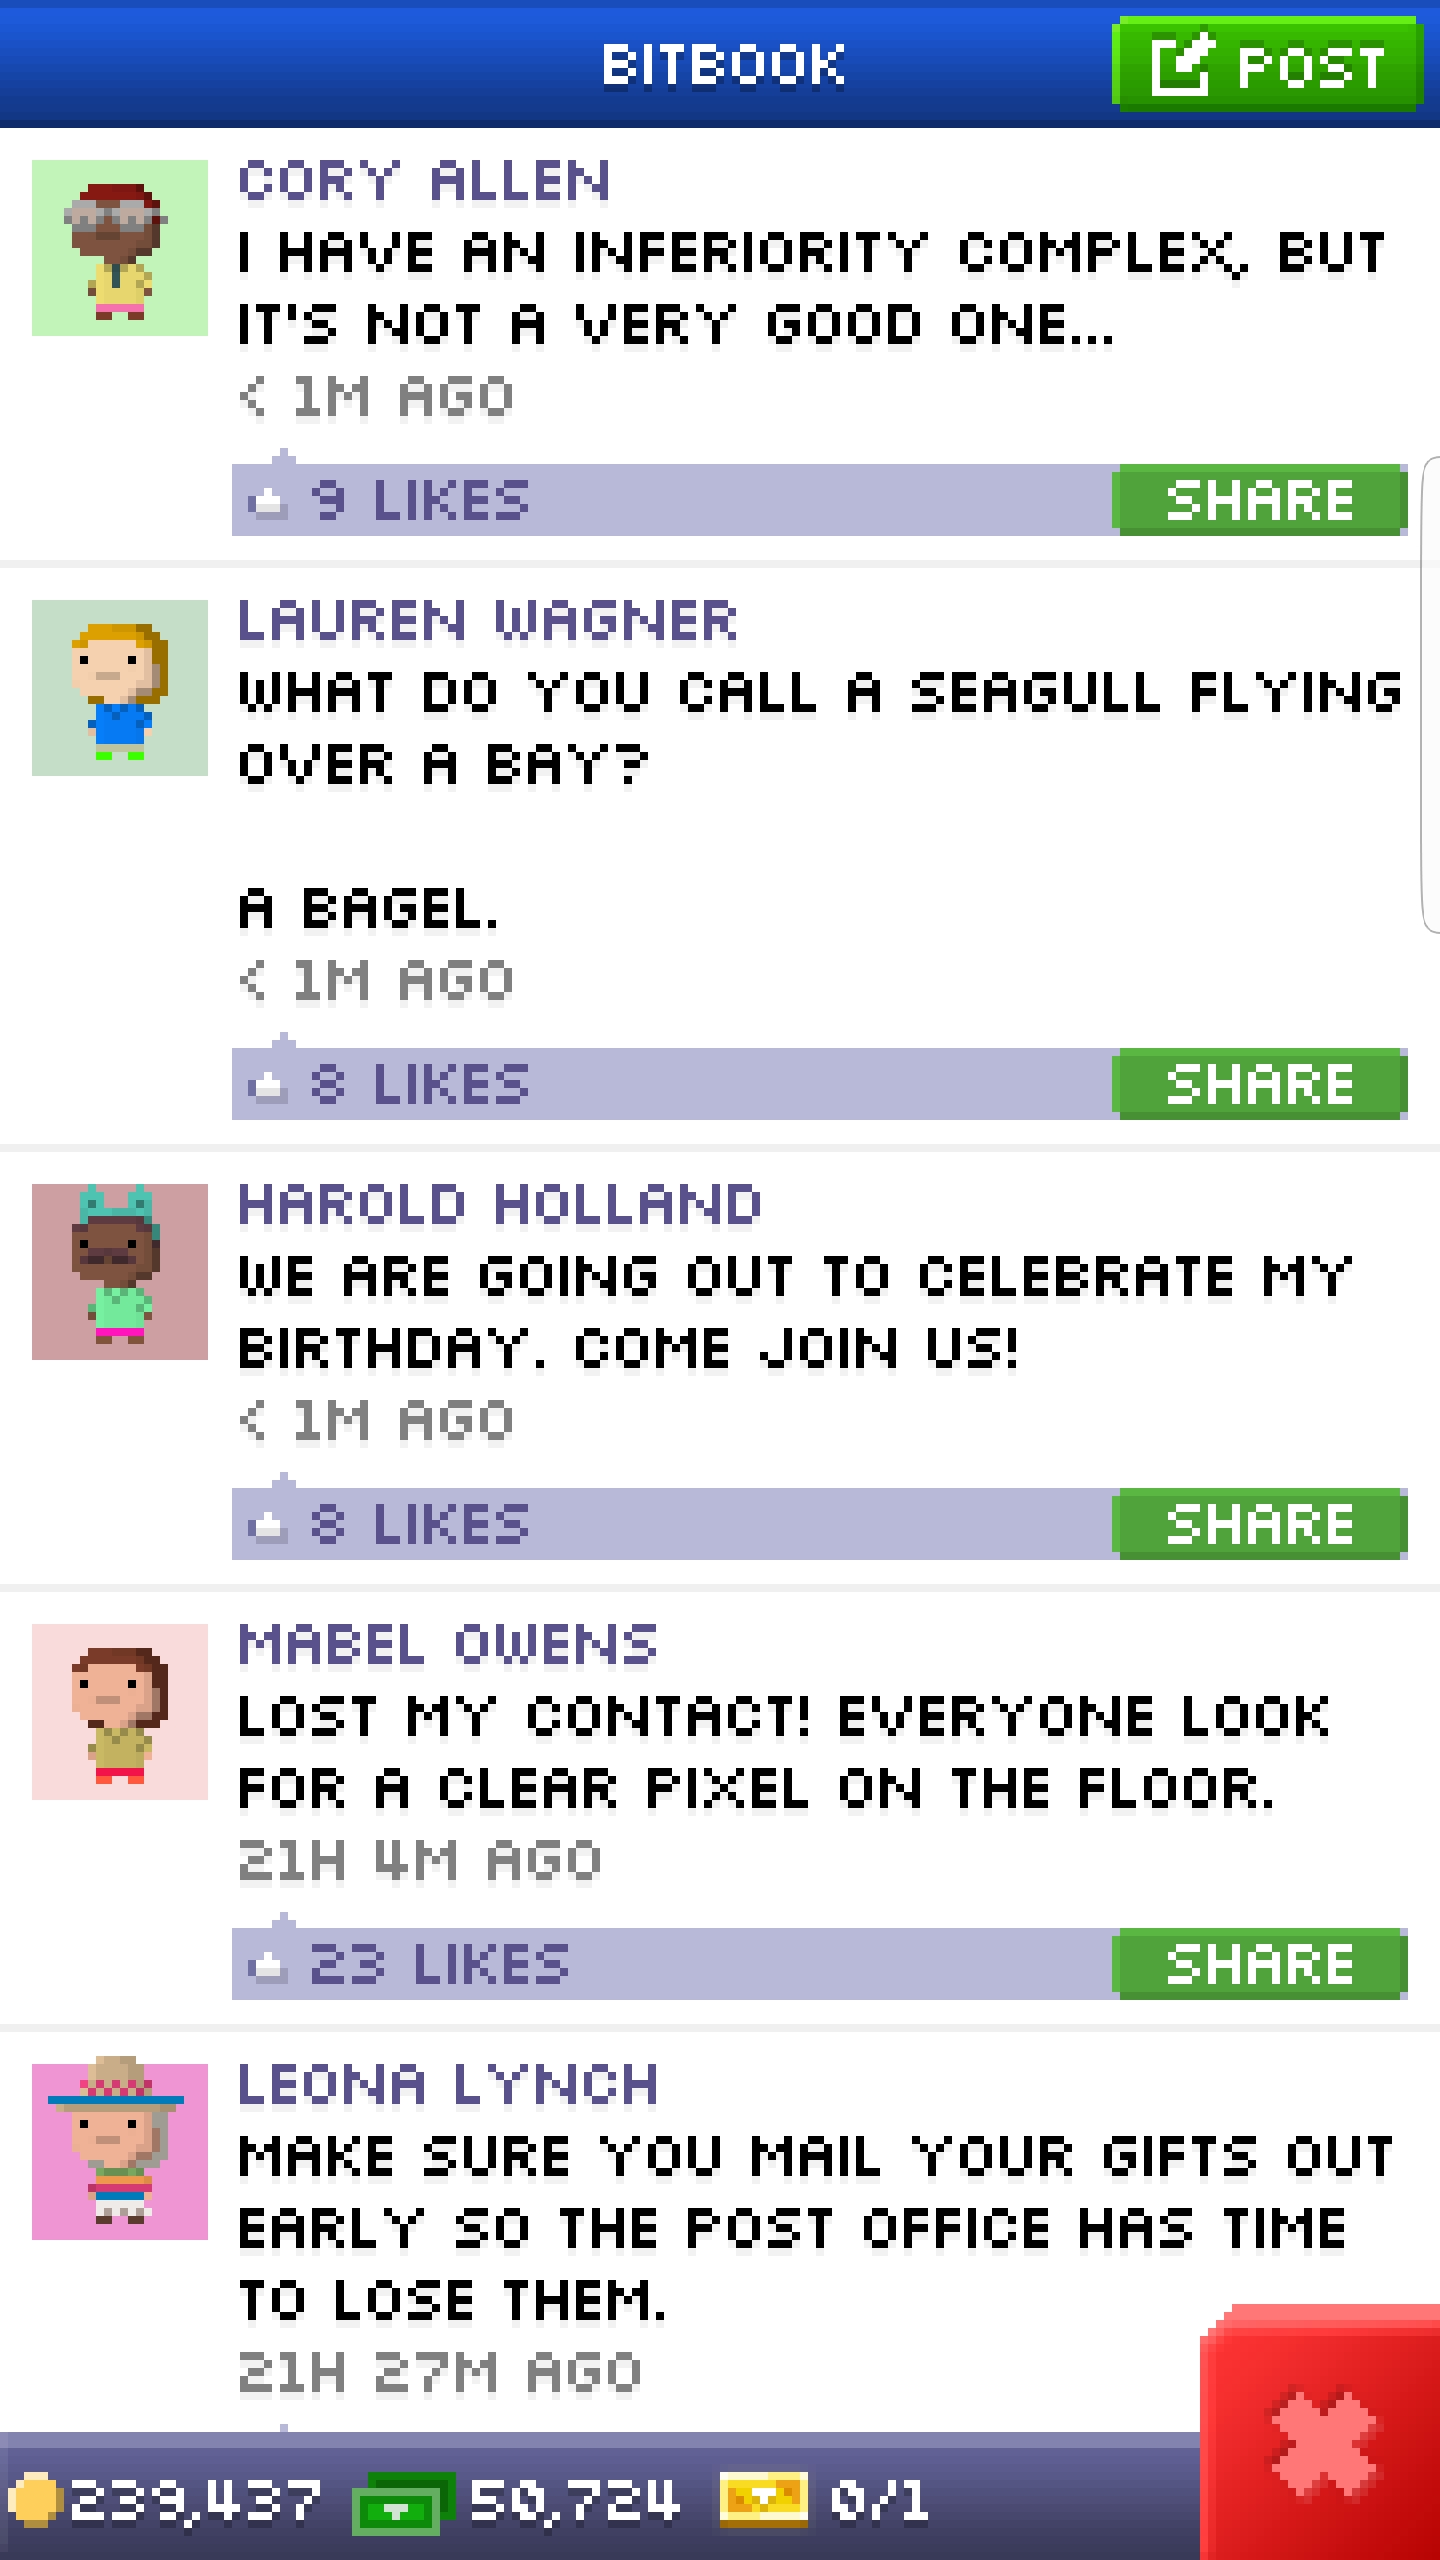 BITBOOK
POST
CORY ALLEN
I HAVE AN INFERIORITY COMPLEX, BUT
IT'S NOT A VERY GOOD ONE...
< 1M AGO
9 LIKES
SHARE
LAUREN WAGNER
WHAT DO YOU CALL A SEAGULL FLYING
OVER A BAY?
A BAGEL.
< 1M AGO
8 LIKES
SHARE
HAROLD HOLLAND
WE ARE GOING OUT TO CELEBRATE MY
BIRTHDAY. COME JOIN US!
< 1M AGO
8 LIKES
SHARE
MABEL OWENS
LOST MY CONTACT! EVERYONE LOOK
FOR A CLEAR PIXEL ON THE FLOOR.
21H 4M AGO
23 LIKES
SHARE
LEONA LYNCH
MAKE SURE YOU MAIL YOUR GIFTS OUT
EARLY SO THE POST OFFICE HAS TIME
TO LOSE THEM.
21H 27M AGO
239,437 50,724 0/1